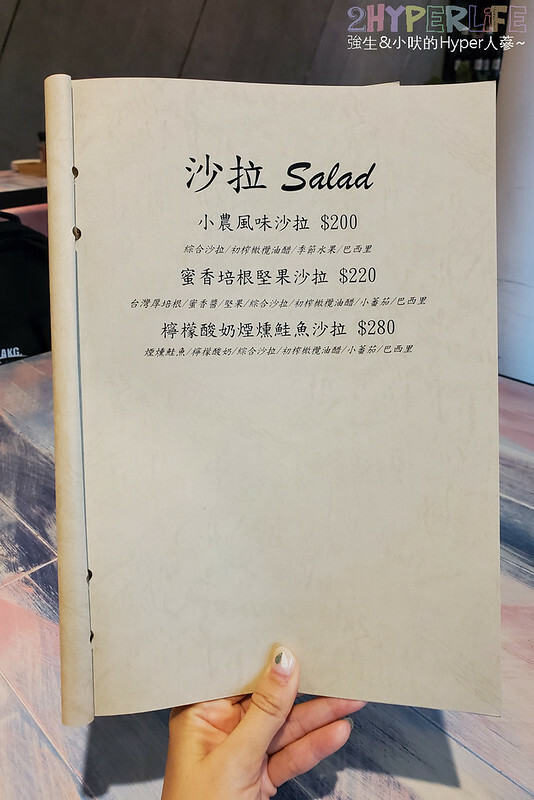 2HYPERLIFE
強生&小吠的Hyper人蔘~
沙拉 Salad
小農風味沙拉 $200
綜合沙拉/初榨橄欖油醋/季節水果/巴西里
蜜香培根堅果沙拉 $220
台灣厚培根/蜜香醬/堅果/綜合沙拉/初榨橄欖油醋/小蕃茄/巴西里
檸檬酸奶煙燻鮭魚沙拉 $280
煙燻鮭魚/檸檬酸奶/綜合沙拉/初榨橄欖油醋/小蕃茄/巴西里
AKG.